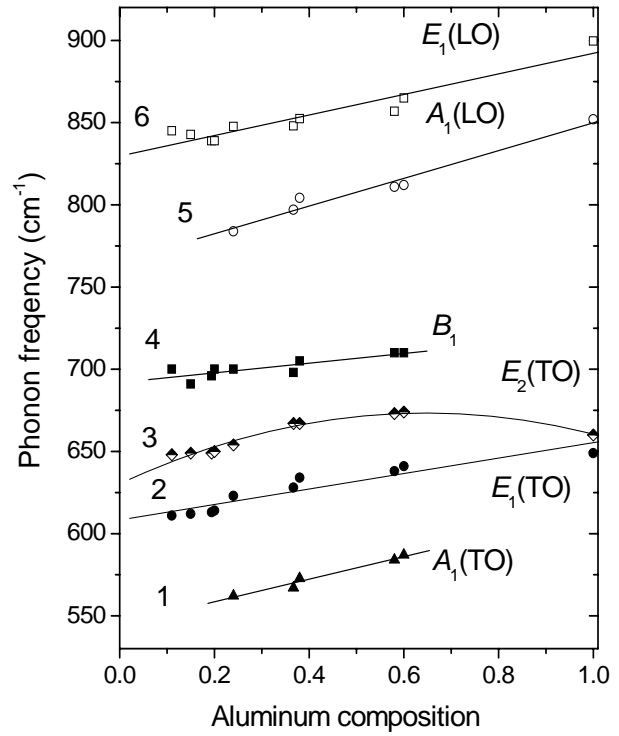 900
850
800
750
700
650
600
550
Phonon freqency (cm⁻¹)
E₁(LO)
6
A₁(LO)
5
4
B₁
E₂(TO)
3
2
E₁(TO)
1
A₁(TO)
0.0 0.2 0.4 0.6 0.8 1.0
Aluminum composition